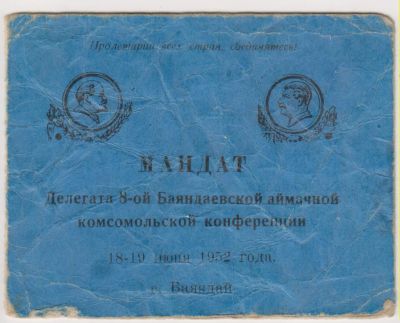 Пролетарии всех стран, соединяйтесь!
МАНДАТ
Делегата 8-ой Баяндаевской аймачной
комсомольской конференции
18-19 июня 1952 года.
с. Баяндай